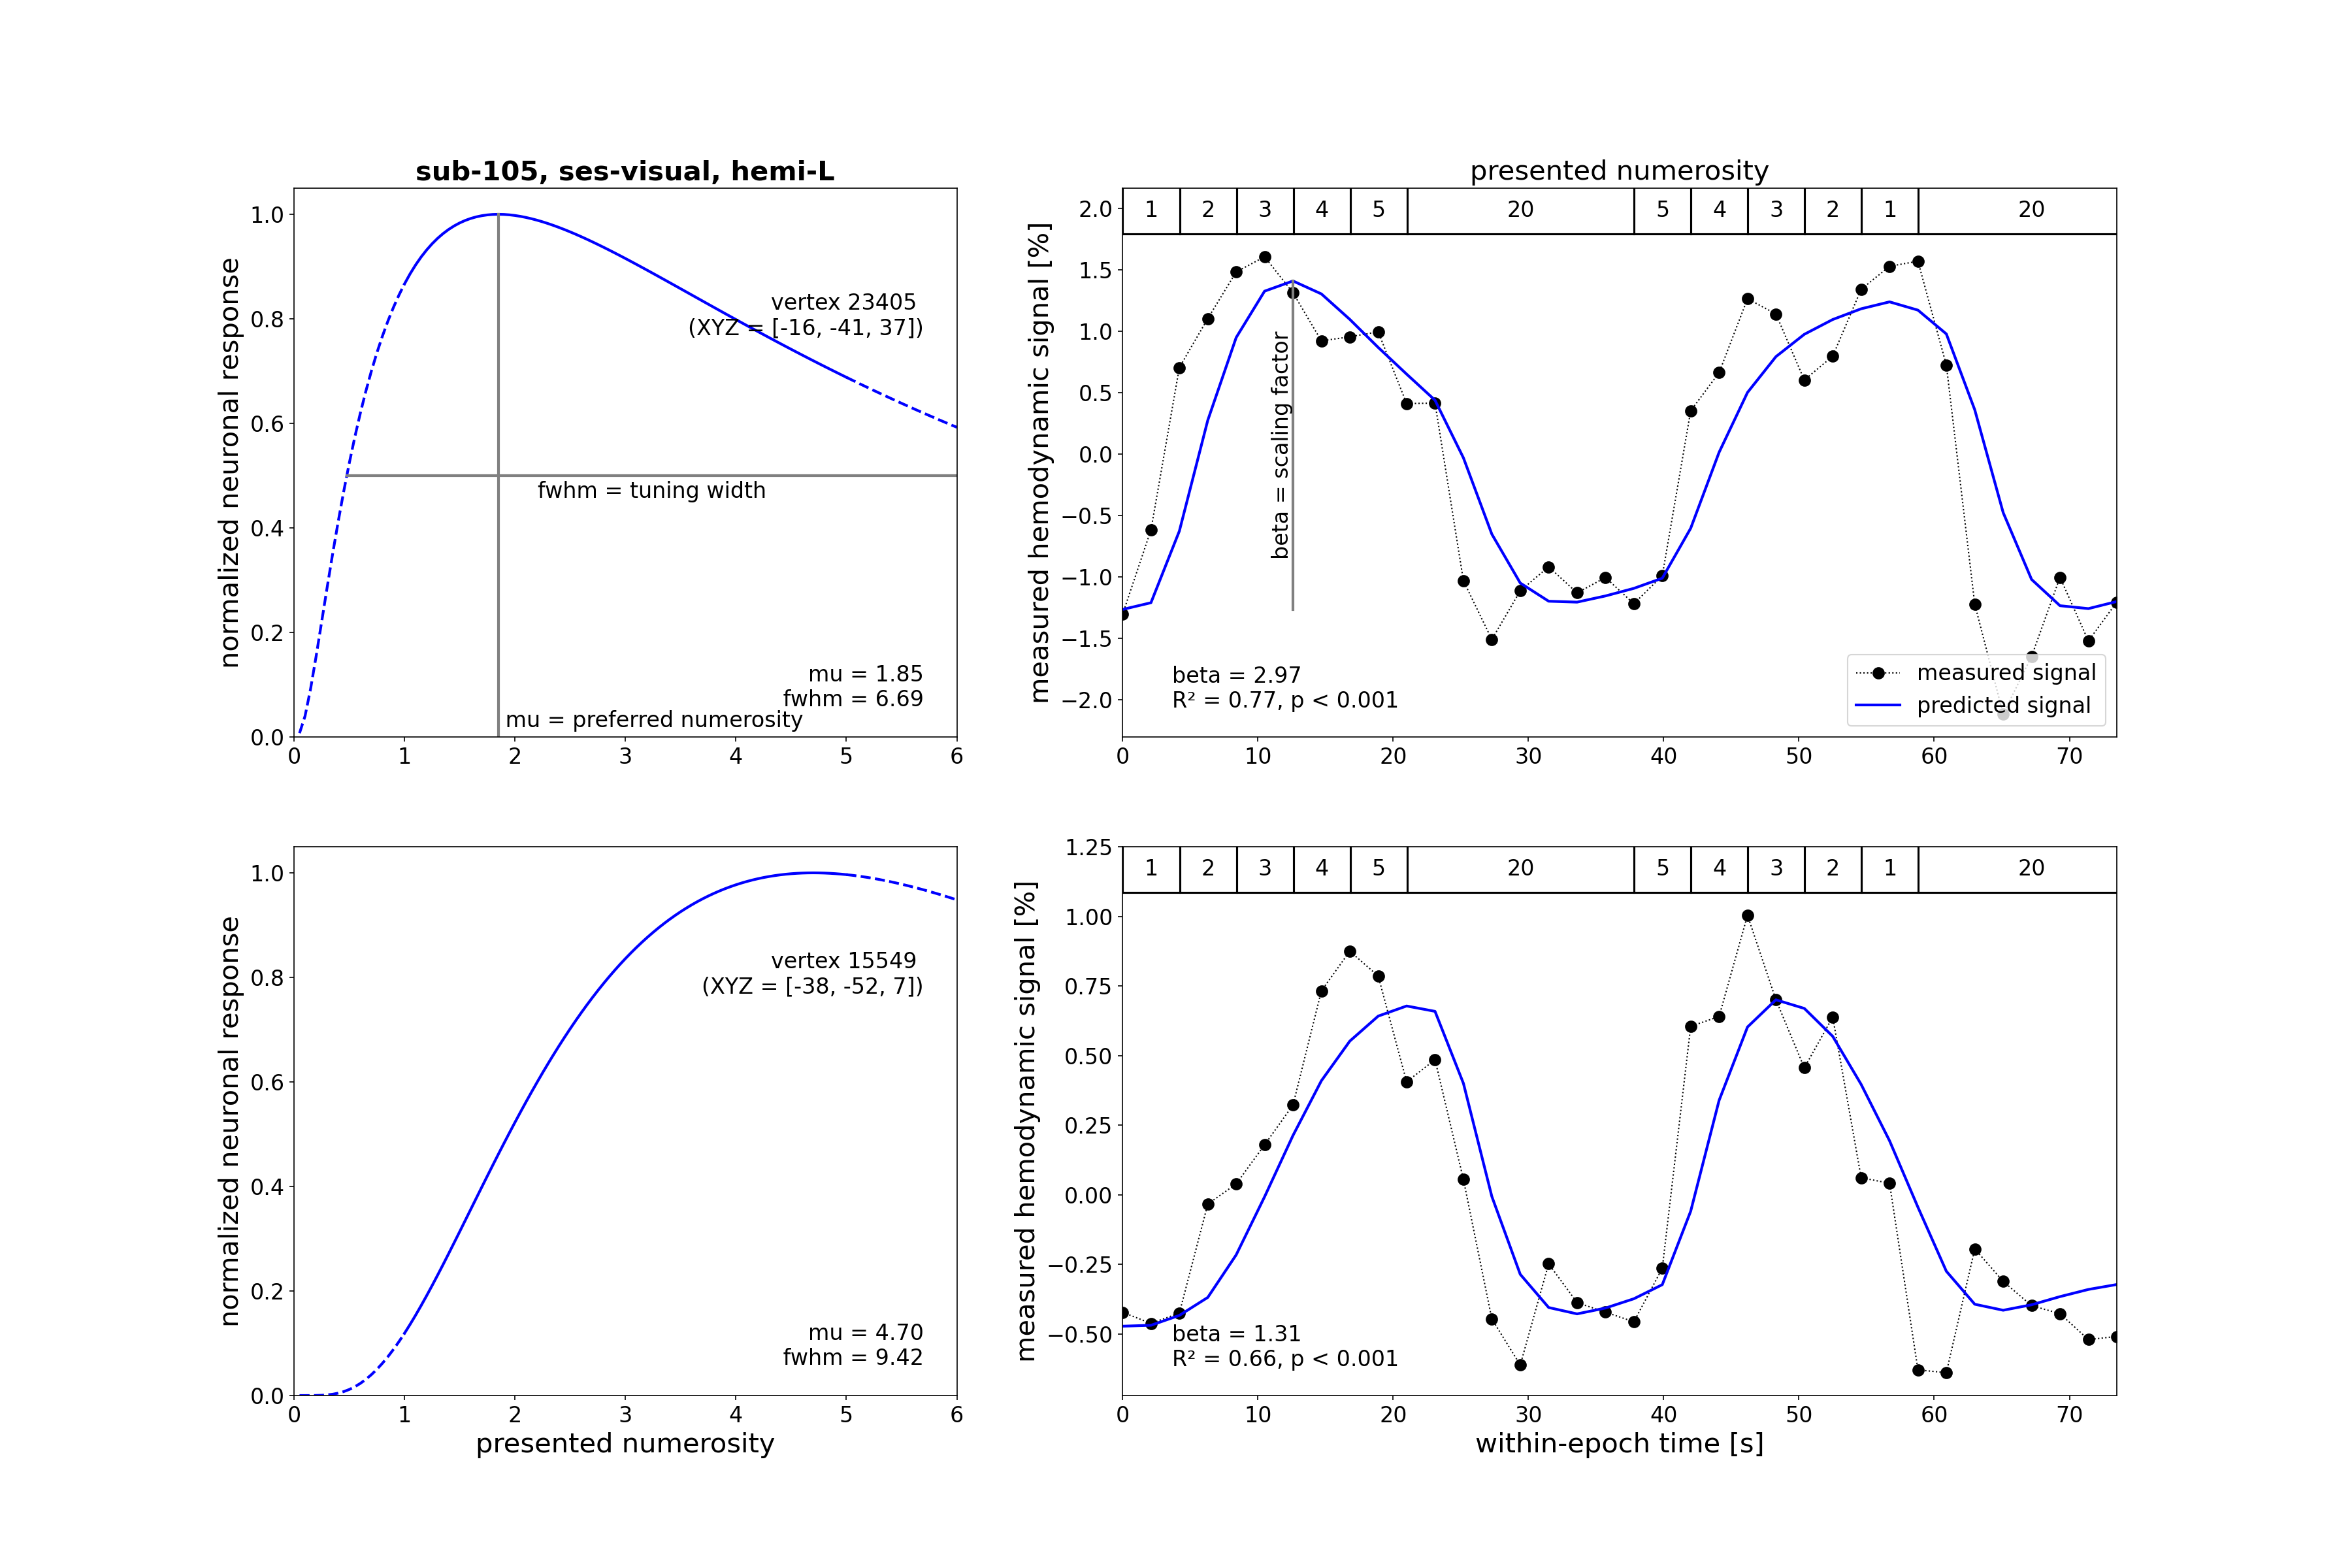 sub-105, ses-visual, hemi-L
normalized neuronal response
1.0
0.8
0.6
0.4
0.2
0.0
0 1 2 3 4 5 6
vertex 23405
(XYZ = [-16, -41, 37])
fwhm = tuning width
mu = 1.85
fwhm = 6.69
mu = preferred numerosity
presented numerosity
measured hemodynamic signal [%]
2.0
1.5
1.0
0.5
0.0
−0.5
−1.0
−1.5
−2.0
1 2 3 4 5 20 5 4 3 2 1 20
beta = scaling factor
beta = 2.97
R² = 0.77, p < 0.001
measured signal
predicted signal
0 10 20 30 40 50 60 70
normalized neuronal response
1.0
0.8
0.6
0.4
0.2
0.0
vertex 15549
(XYZ = [-38, -52, 7])
mu = 4.70
fwhm = 9.42
0 1 2 3 4 5 6
presented numerosity
measured hemodynamic signal [%]
1.25
1.00
0.75
0.50
0.25
0.00
−0.25
−0.50
1 2 3 4 5 20 5 4 3 2 1 20
beta = 1.31
R² = 0.66, p < 0.001
0 10 20 30 40 50 60 70
within-epoch time [s]